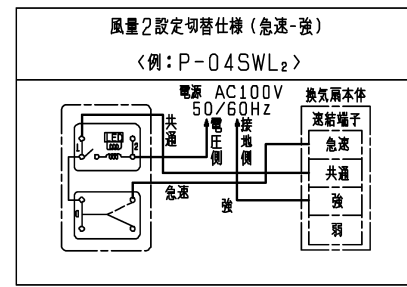 風量2設定切替仕様(急速-強)
<例:P-04SWL₂>
電源 AC100V
50/60Hz
換気扇本体
速結端子
共通
電圧側
接地側
LED
1
2
急速
共通
急速
強
強
弱